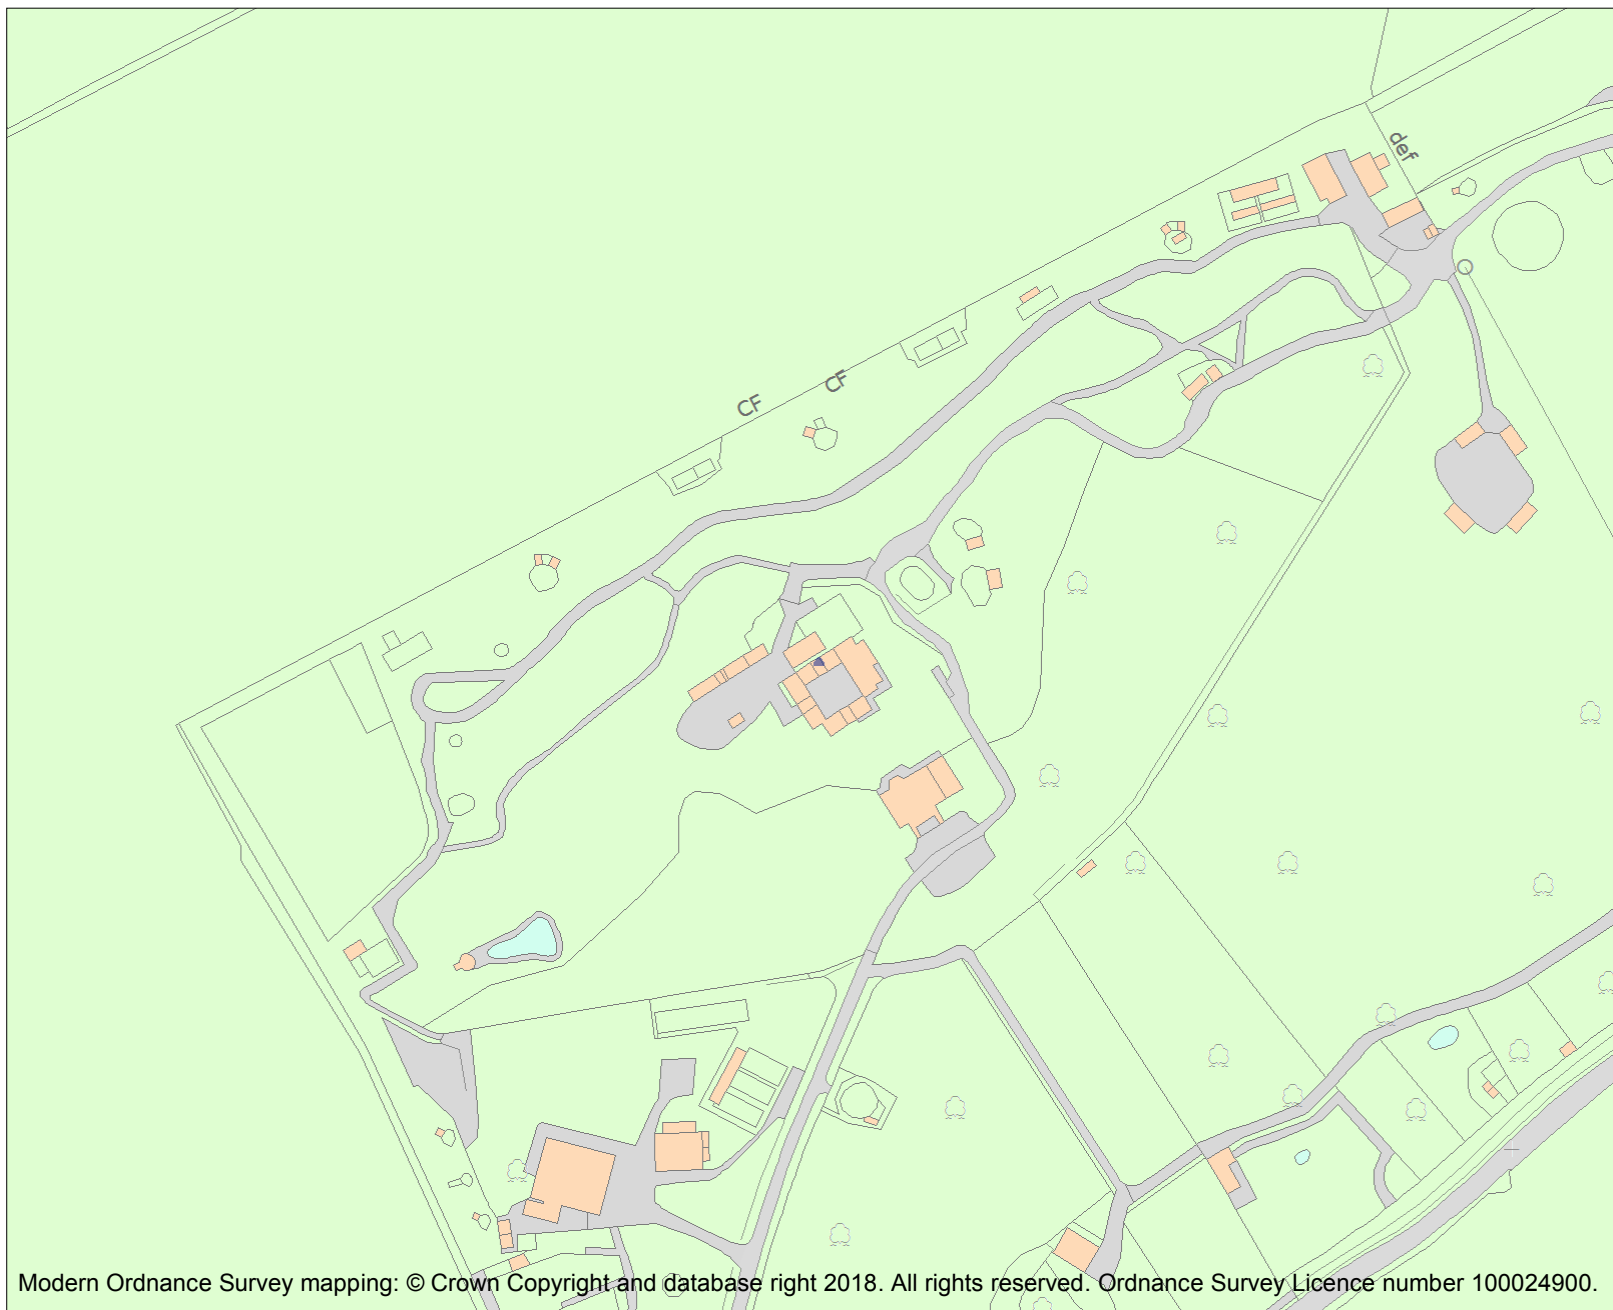 def
CF
CF
Modern Ordnance Survey mapping: © Crown Copyright and database right 2018. All rights reserved. Ordnance Survey Licence number 100024900.